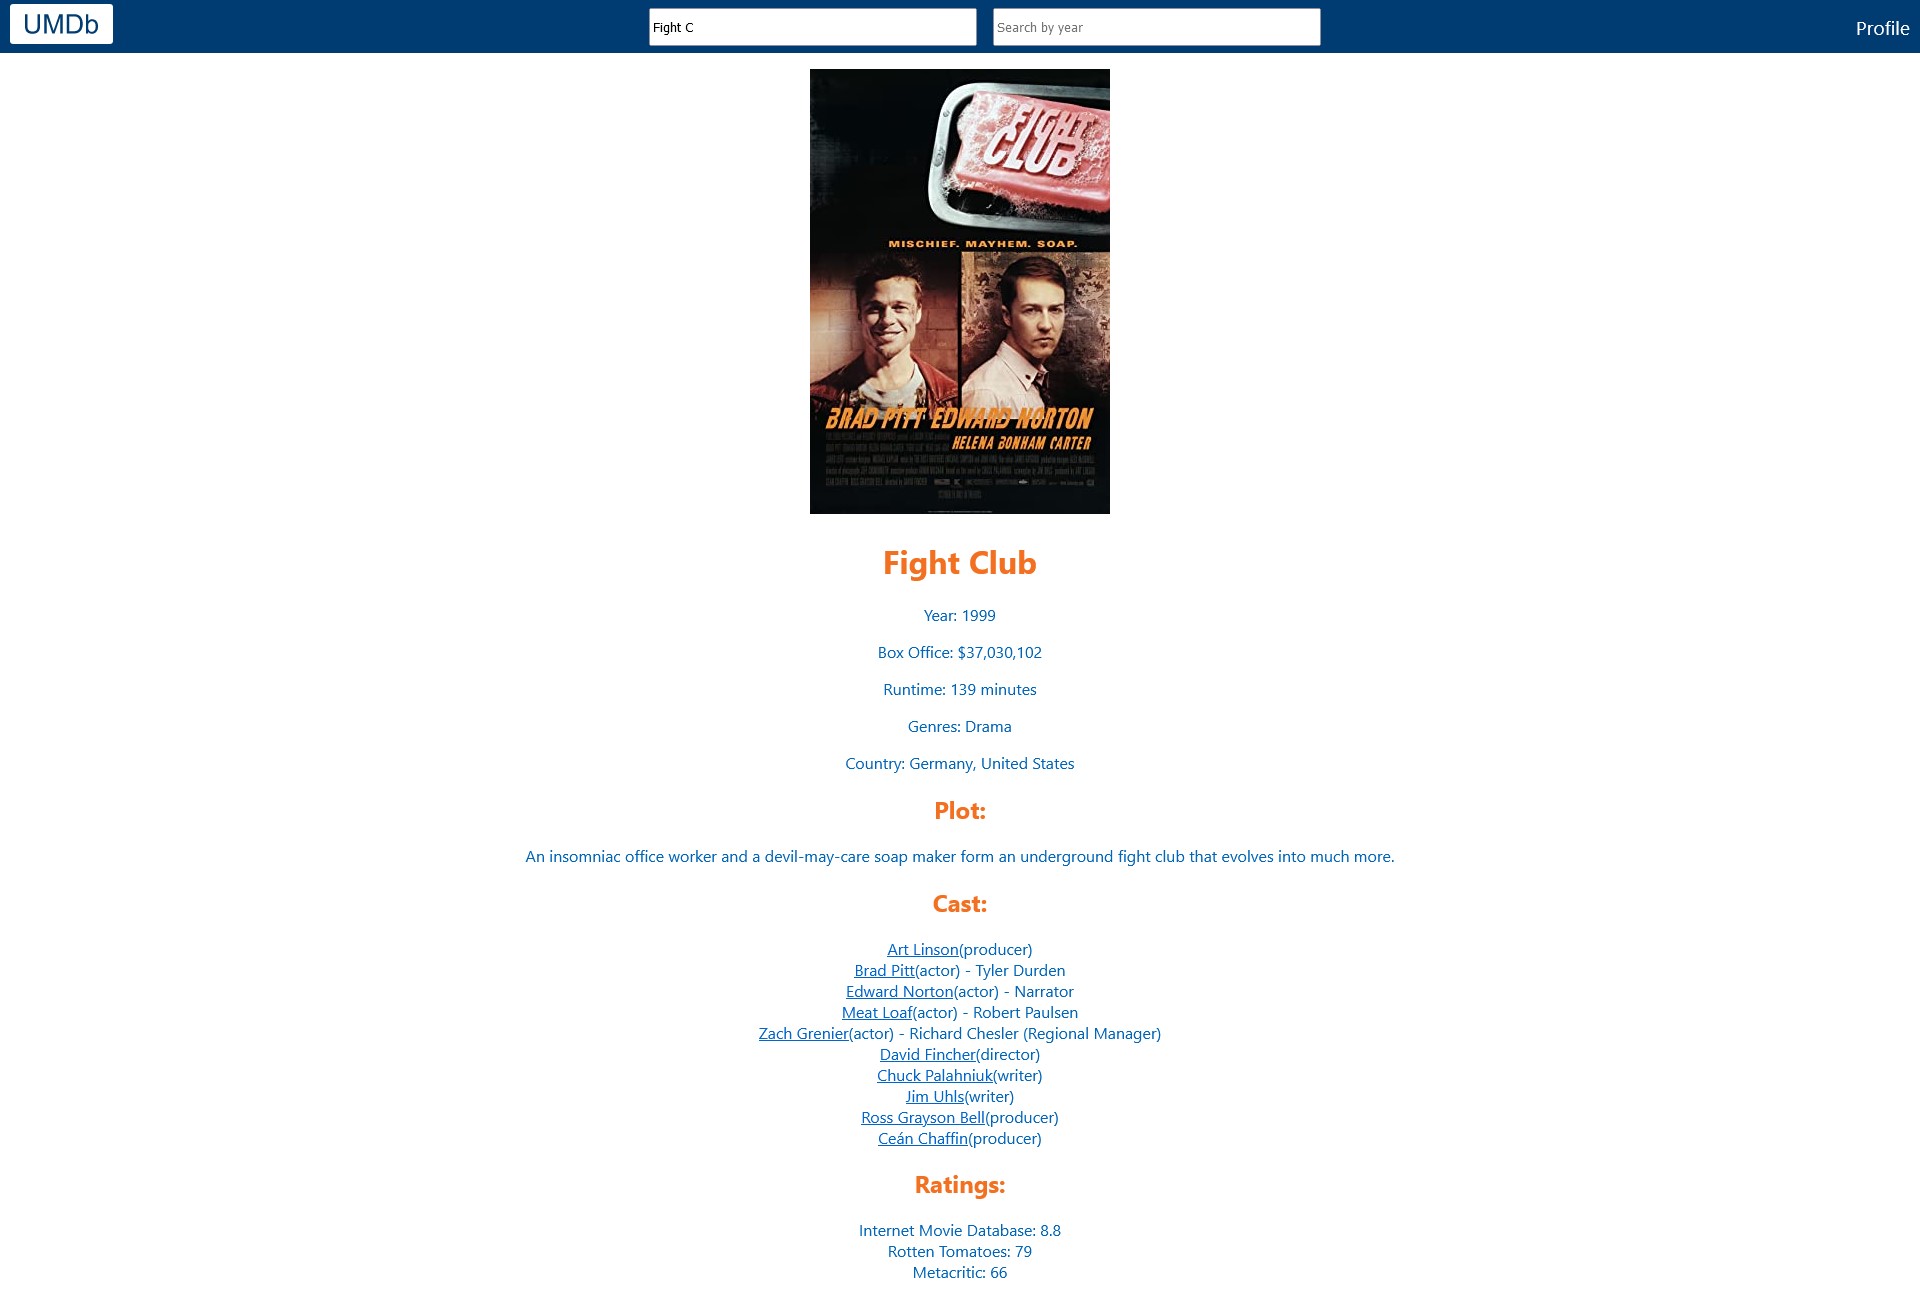 UMDb
Fight C
Search by year
Profile
FIGHT
CLUB
MISCHIEF. MAYHEM. SOAP.
BRAD PITT EDWARD NORTON
HELENA BONHAM CARTER
Fight Club
Year: 1999
Box Office: $37,030,102
Runtime: 139 minutes
Genres: Drama
Country: Germany, United States
Plot:
An insomniac office worker and a devil-may-care soap maker form an underground fight club that evolves into much more.
Cast:
Art Linson(producer)
Brad Pitt(actor) - Tyler Durden
Edward Norton(actor) - Narrator
Meat Loaf(actor) - Robert Paulsen
Zach Grenier(actor) - Richard Chesler (Regional Manager)
David Fincher(director)
Chuck Palahniuk(writer)
Jim Uhls(writer)
Ross Grayson Bell(producer)
Ceán Chaffin(producer)
Ratings:
Internet Movie Database: 8.8
Rotten Tomatoes: 79
Metacritic: 66